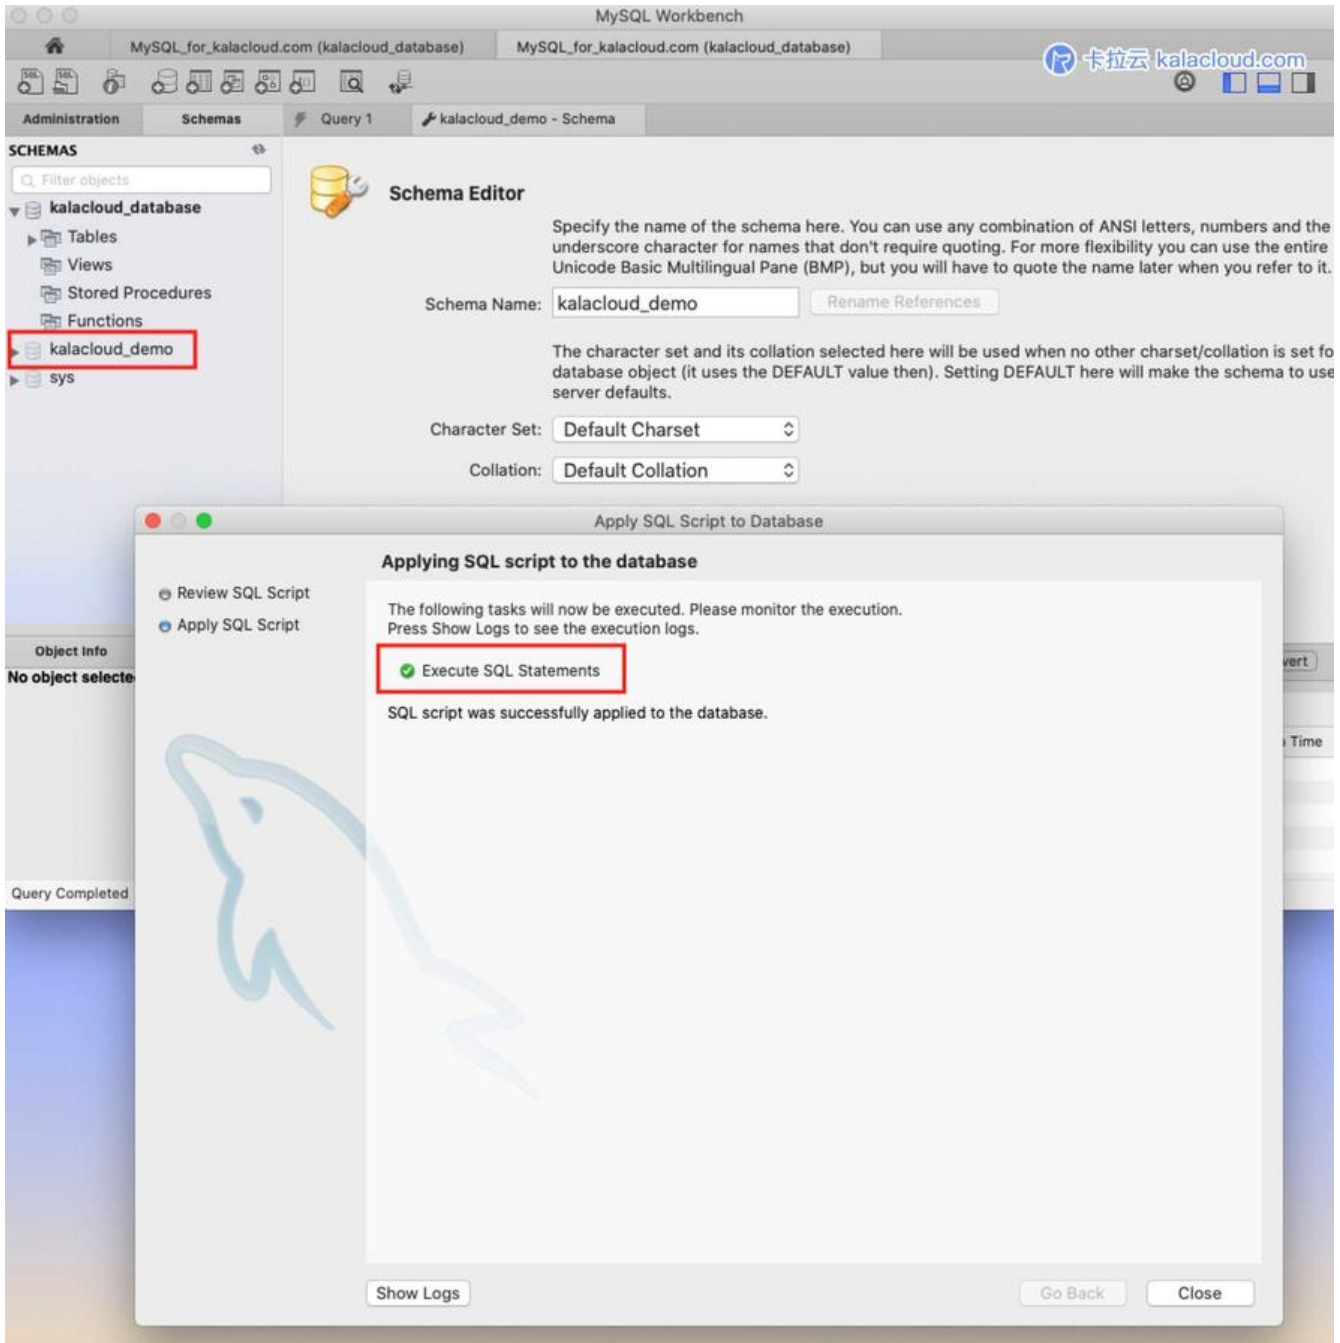 MySQL Workbench
MySQL_for_kalacloud.com (kalacloud_database)
MySQL_for_kalacloud.com (kalacloud_database)
卡拉云 kalacloud.com
Administration
Schemas
Query 1
kalacloud_demo - Schema
SCHEMAS
Filter objects
kalacloud_database
Tables
Views
Stored Procedures
Functions
kalacloud_demo
sys
Schema Editor
Specify the name of the schema here. You can use any combination of ANSI letters, numbers and the
underscore character for names that don't require quoting. For more flexibility you can use the entire
Unicode Basic Multilingual Pane (BMP), but you will have to quote the name later when you refer to it.
Schema Name: kalacloud_demo
Rename References
The character set and its collation selected here will be used when no other charset/collation is set fo
database object (it uses the DEFAULT value then). Setting DEFAULT here will make the schema to use
server defaults.
Character Set: Default Charset
Collation: Default Collation
Apply SQL Script to Database
Applying SQL script to the database
Review SQL Script
Apply SQL Script
The following tasks will now be executed. Please monitor the execution.
Press Show Logs to see the execution logs.
Execute SQL Statements
SQL script was successfully applied to the database.
Object Info
No object selecte
vert
Time
Query Completed
Show Logs
Go Back
Close